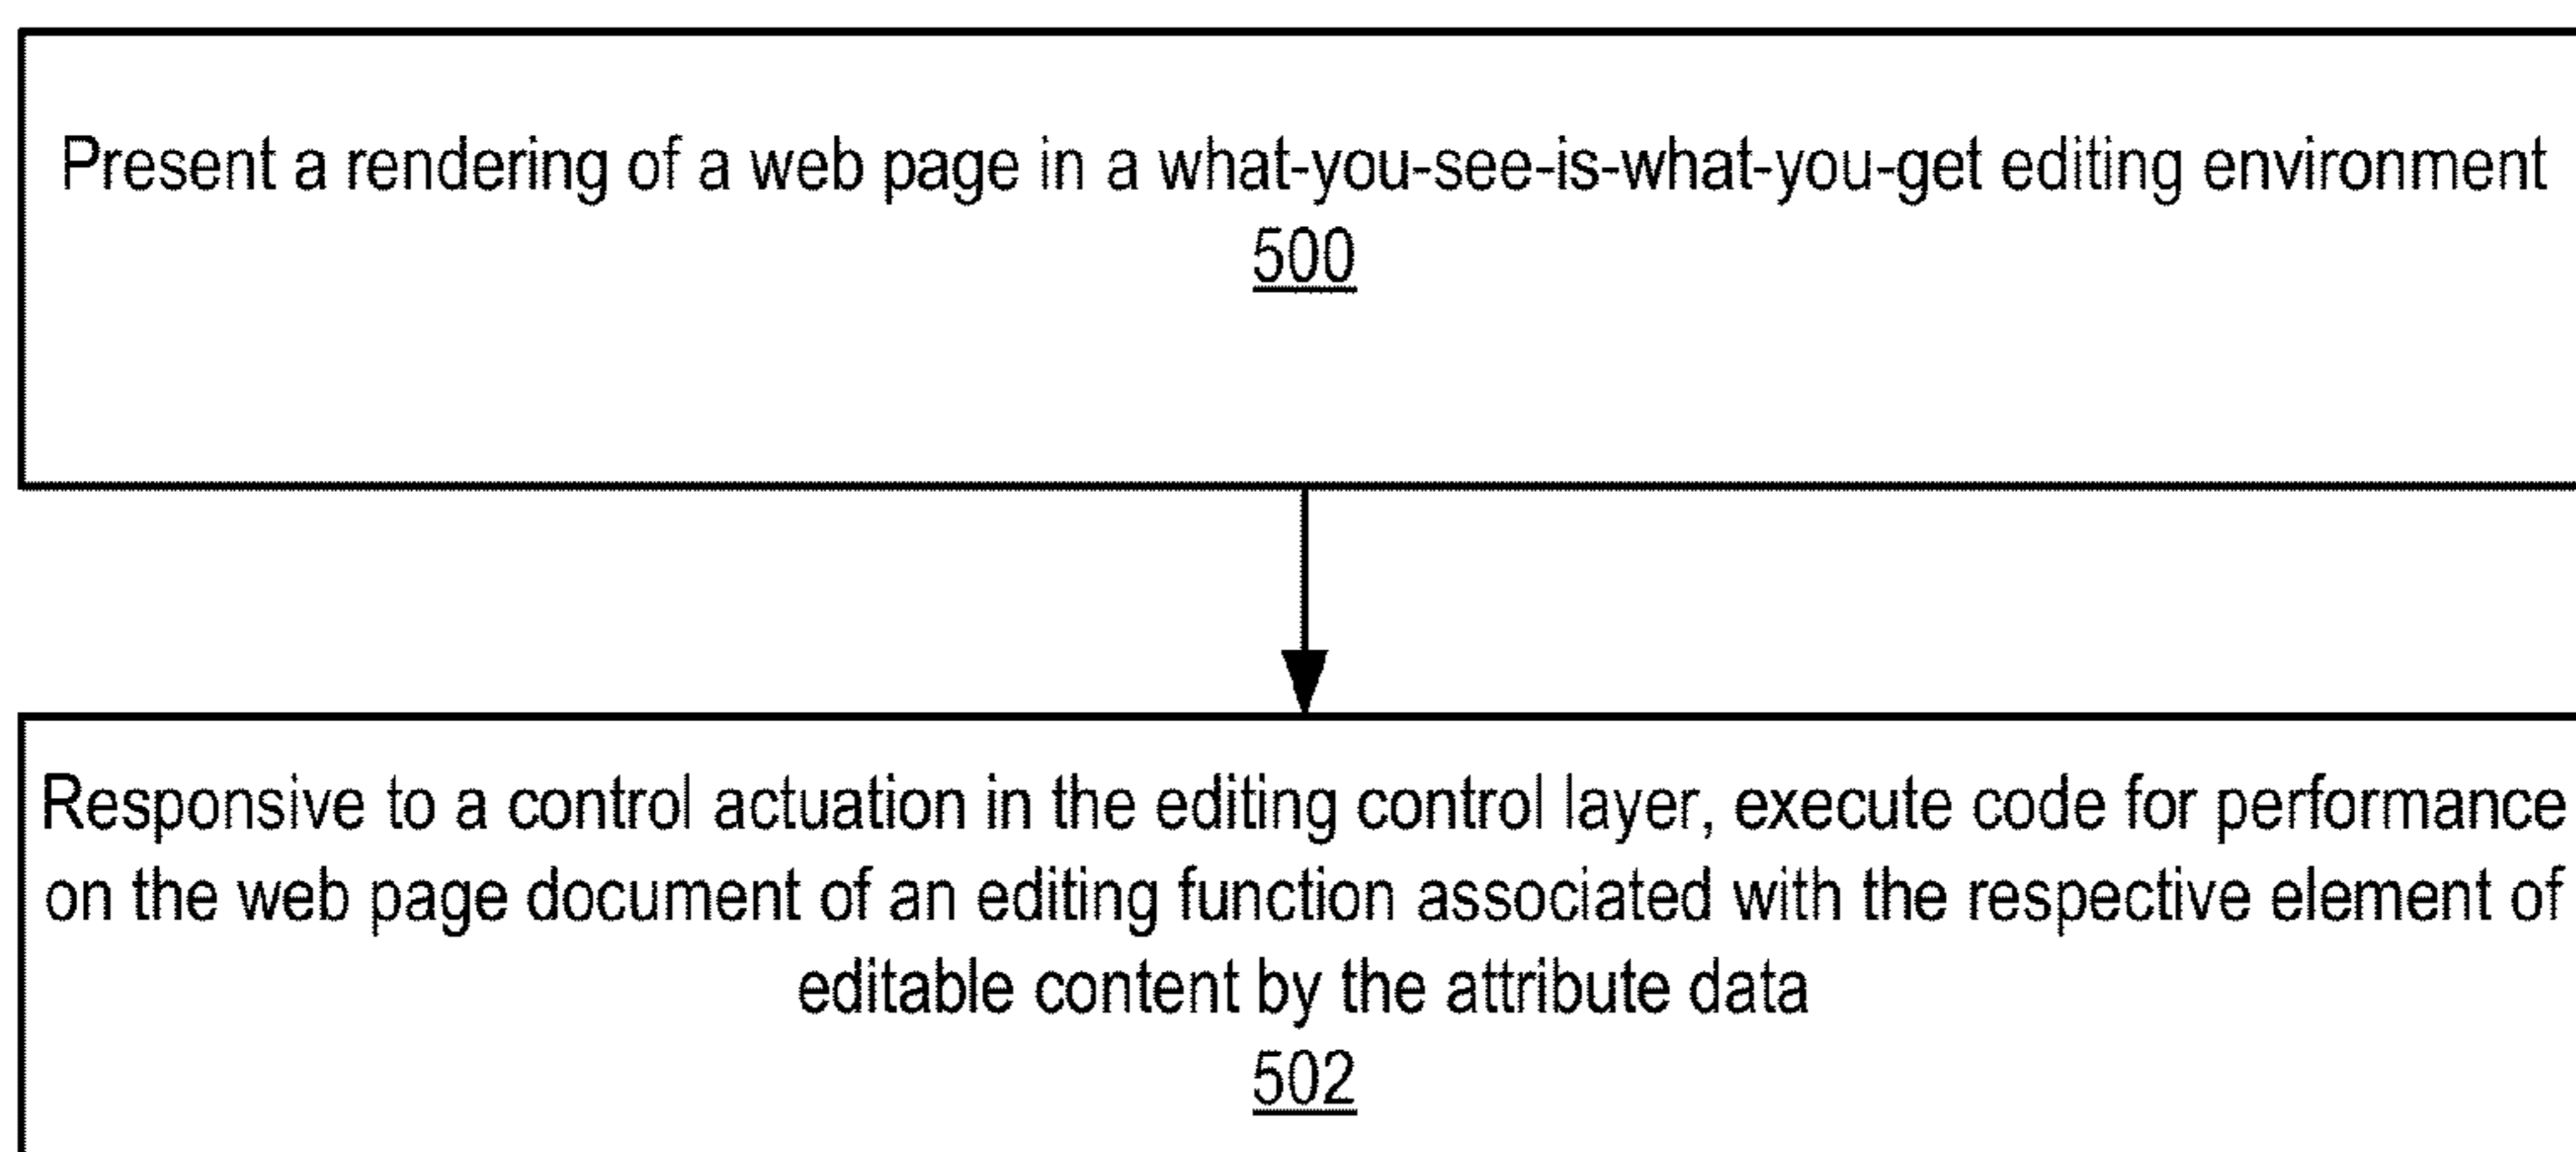 Present a rendering of a web page in a what-you-see-is-what-you-get editing environment
500
Responsive to a control actuation in the editing control layer, execute code for performance
on the web page document of an editing function associated with the respective element of
editable content by the attribute data
502